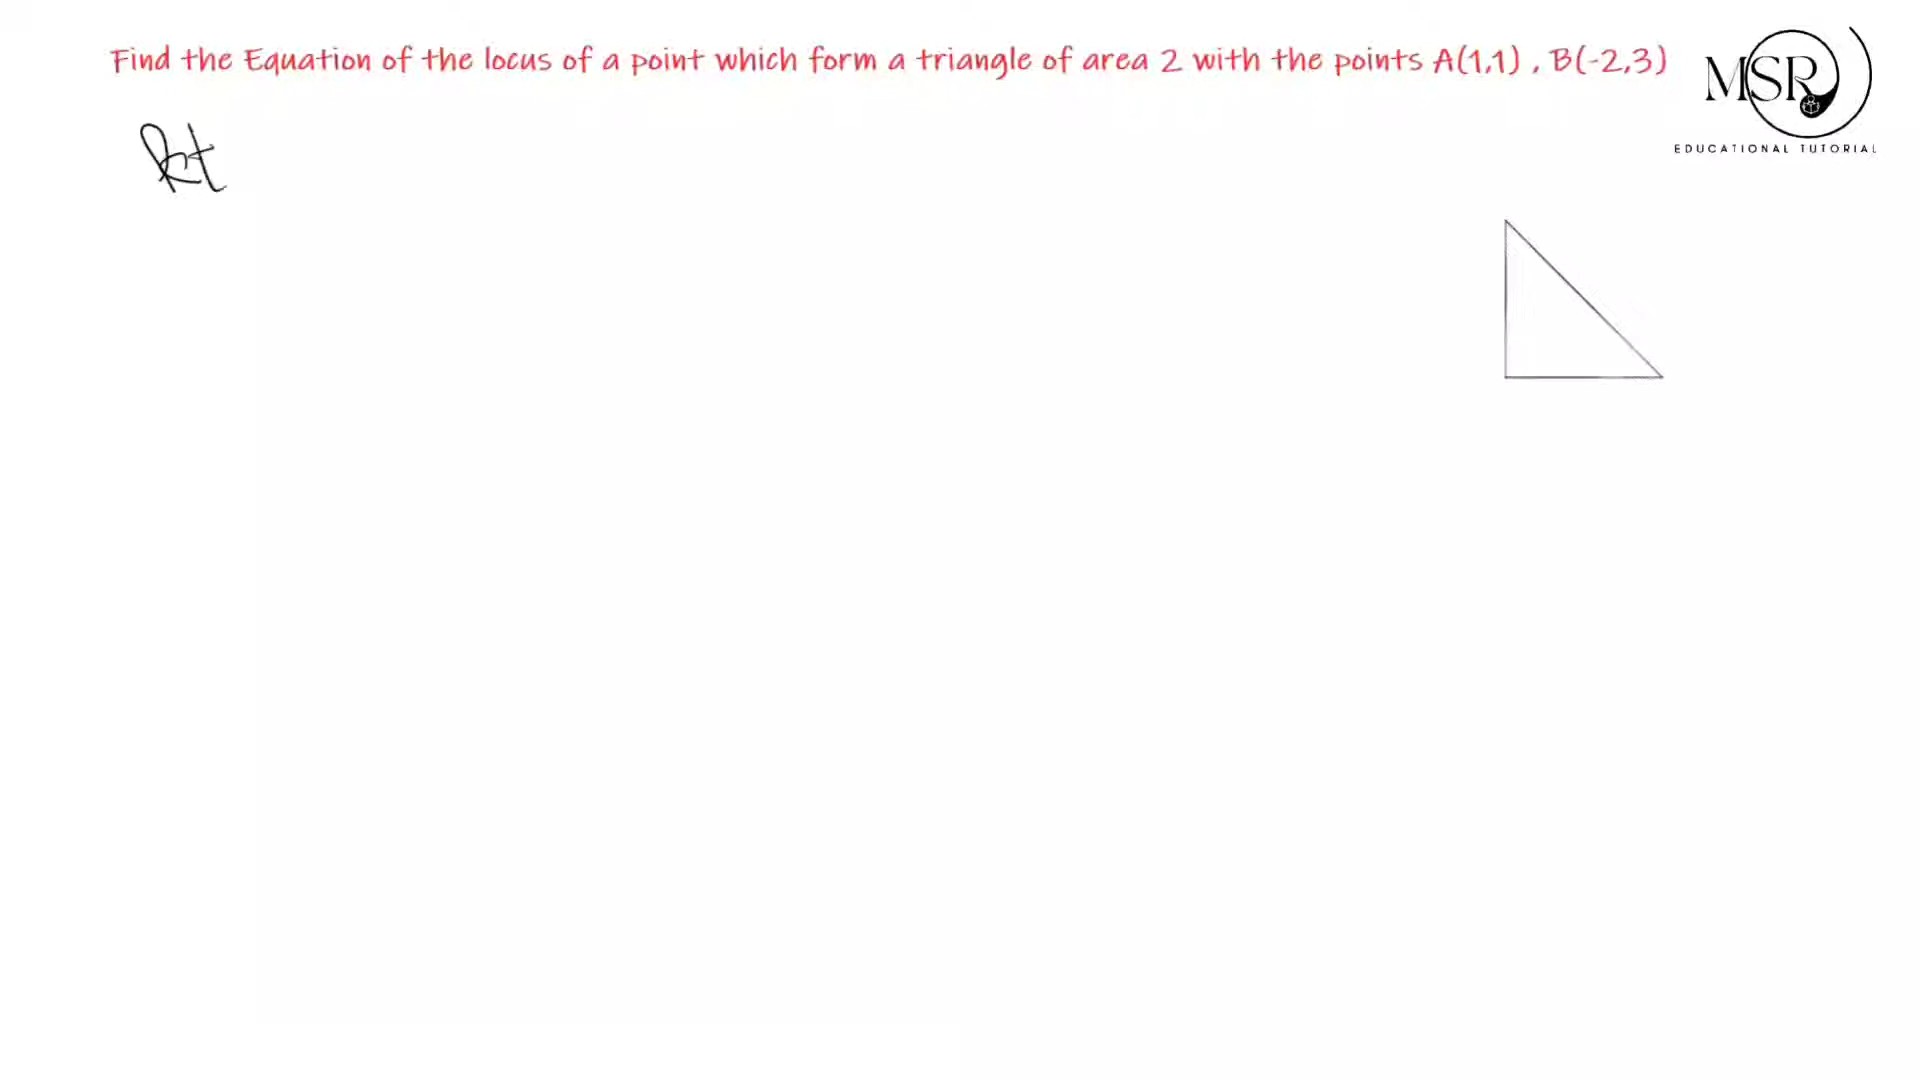 Find the Equation of the locus of a point which form a triangle of area 2 with the points A(1,1) , B(-2,3)
MSR
EDUCATIONAL TUTORIAL